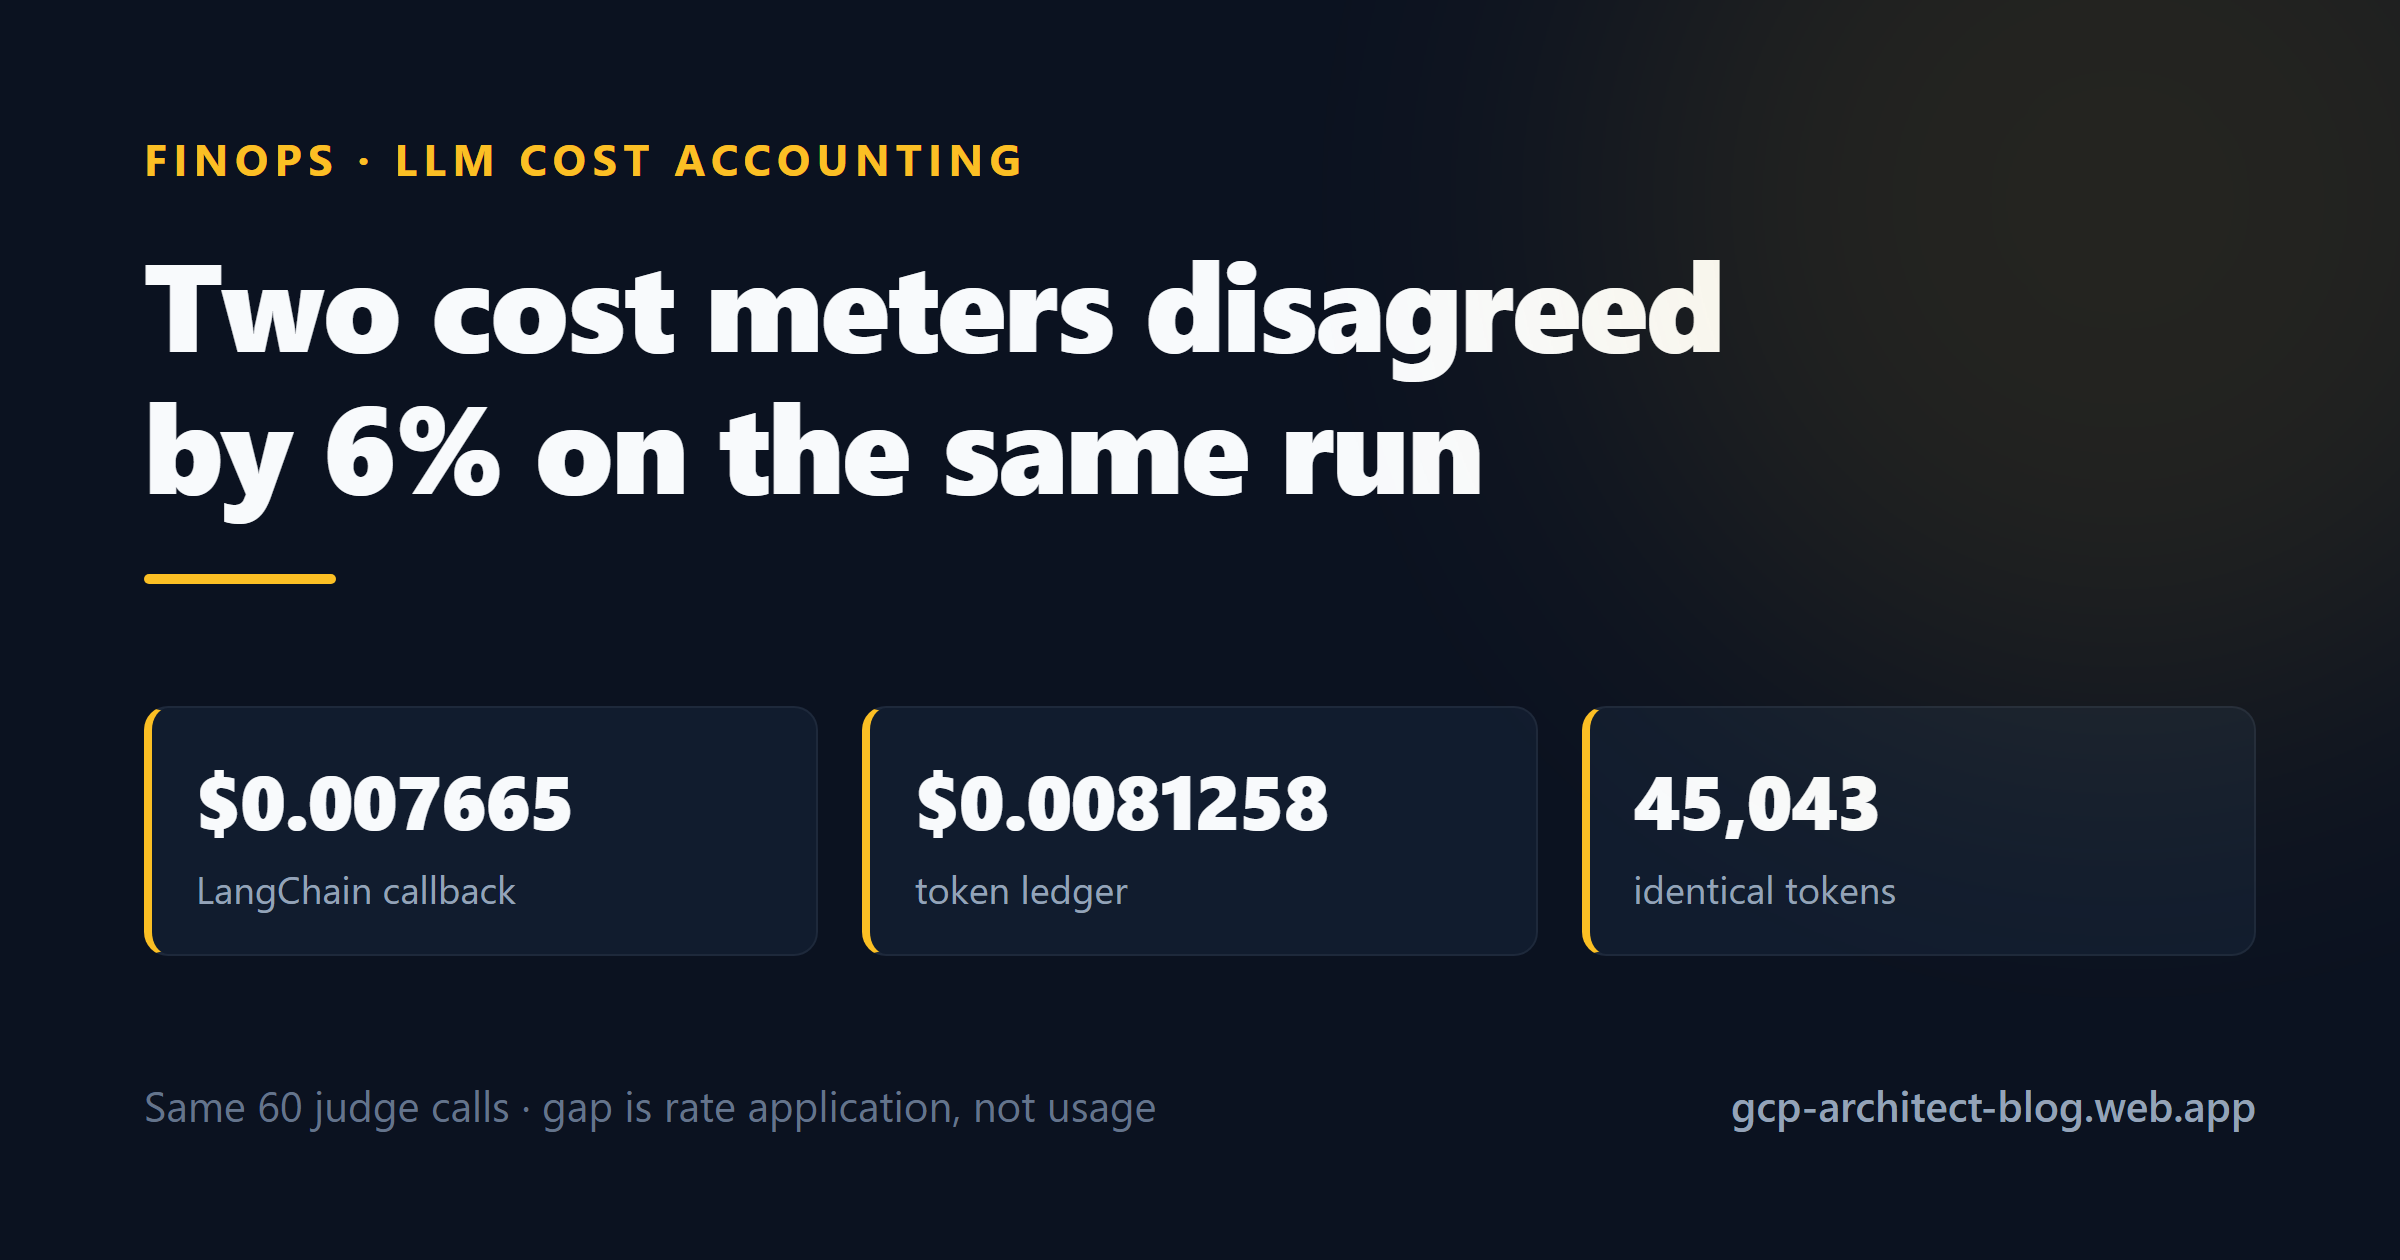 FINOPS · LLM COST ACCOUNTING
Two cost meters disagreed
by 6% on the same run
$0.007665
LangChain callback
$0.0081258
token ledger
45,043
identical tokens
Same 60 judge calls · gap is rate application, not usage
gcp-architect-blog.web.app